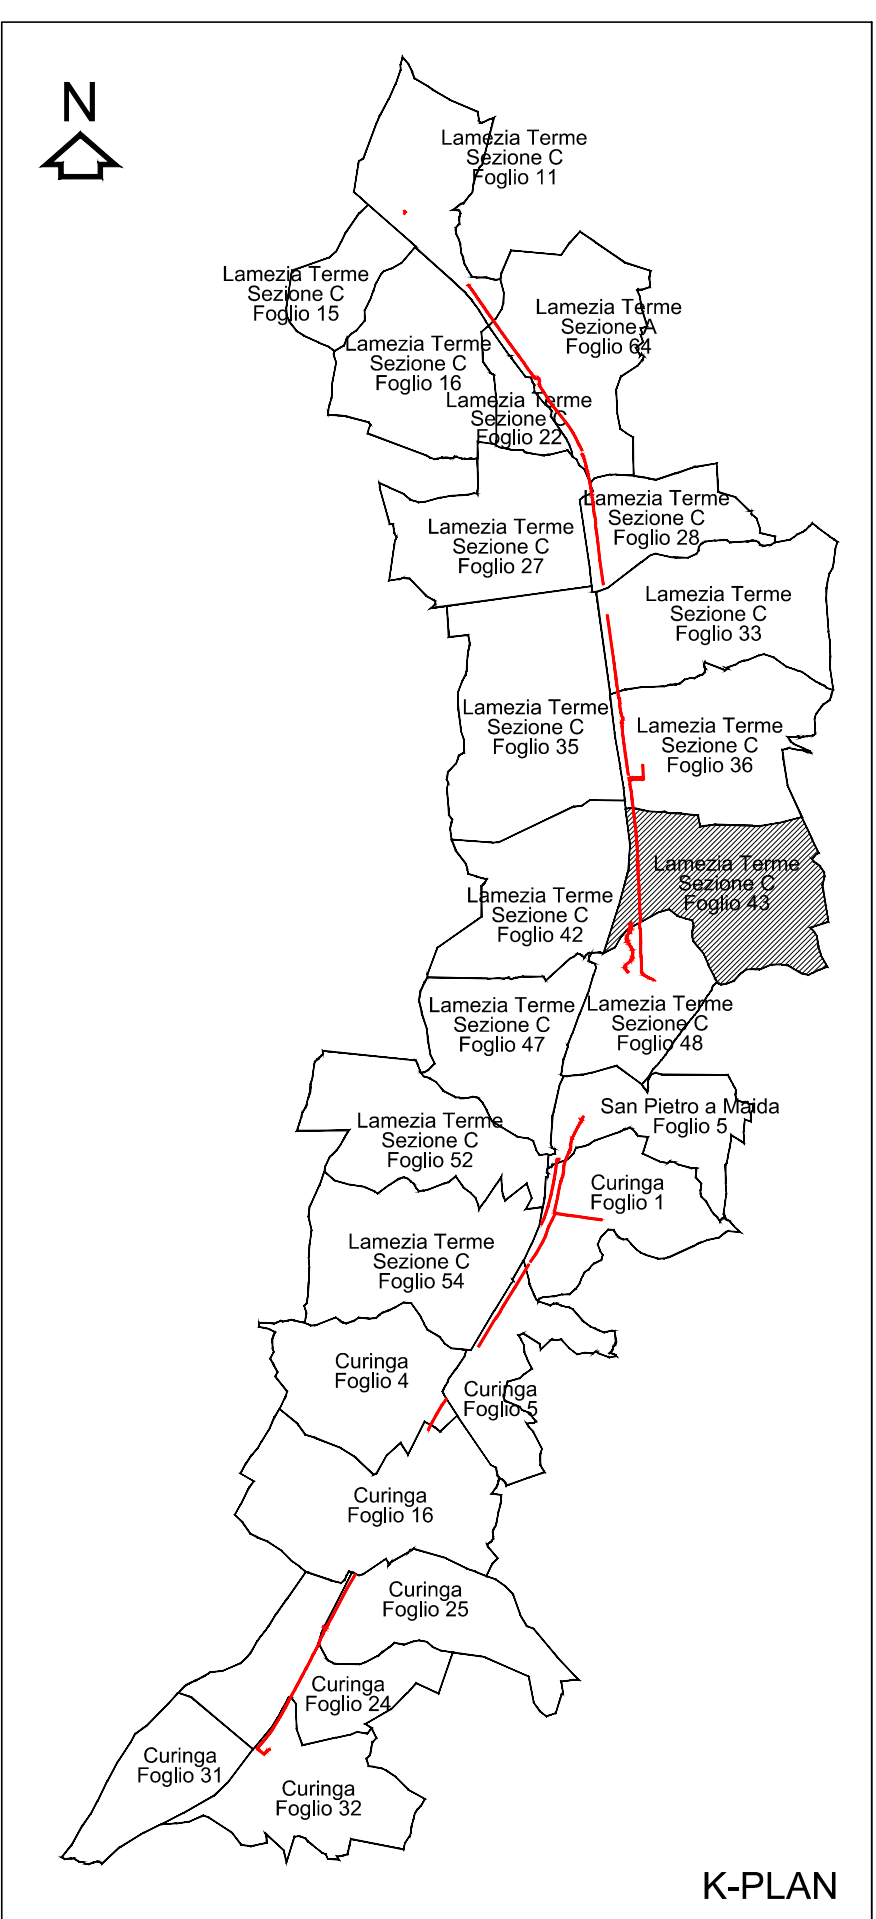 N
Lamezia Terme
Sezione C
Foglio 11
Lamezia Terme
Sezione C
Foglio 15
Lamezia Terme
Sezione A
Foglio 64
Lamezia Terme
Sezione C
Foglio 16
Lamezia Terme
Sezione C
Foglio 22
Lamezia Terme
Sezione C
Foglio 28
Lamezia Terme
Sezione C
Foglio 27
Lamezia Terme
Sezione C
Foglio 33
Lamezia Terme
Sezione C
Foglio 35
Lamezia Terme
Sezione C
Foglio 36
Lamezia Terme
Sezione C
Foglio 43
Lamezia Terme
Sezione C
Foglio 42
Lamezia Terme
Sezione C
Foglio 47
Lamezia Terme
Sezione C
Foglio 48
San Pietro a Maida
Foglio 5
Lamezia Terme
Sezione C
Foglio 52
Curinga
Foglio 1
Lamezia Terme
Sezione C
Foglio 54
Curinga
Foglio 4
Curinga
Foglio 5
Curinga
Foglio 16
Curinga
Foglio 25
Curinga
Foglio 24
Curinga
Foglio 31
Curinga
Foglio 32
K-PLAN